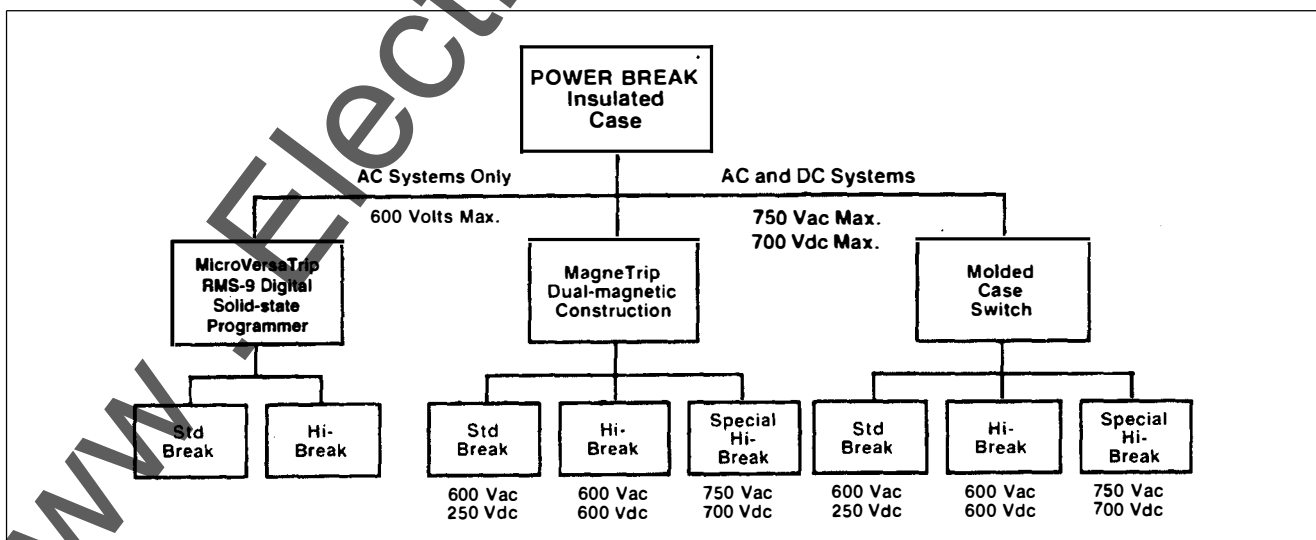 POWER BREAK
Insulated
Case
AC Systems Only
AC and DC Systems
600 Volts Max.
750 Vac Max.
700 Vdc Max.
MicroVersaTrip
RMS-9 Digital
Solid-state
Programmer
MagneTrip
Dual-magnetic
Construction
Molded
Case
Switch
Std
Break
Hi-
Break
Std
Break
Hi-
Break
Special
Hi-
Break
Std
Break
Hi-
Break
Special
Hi-
Break
600 Vac
250 Vdc
600 Vac
600 Vdc
750 Vac
700 Vdc
600 Vac
250 Vdc
600 Vac
600 Vdc
750 Vac
700 Vdc
ww . Elect